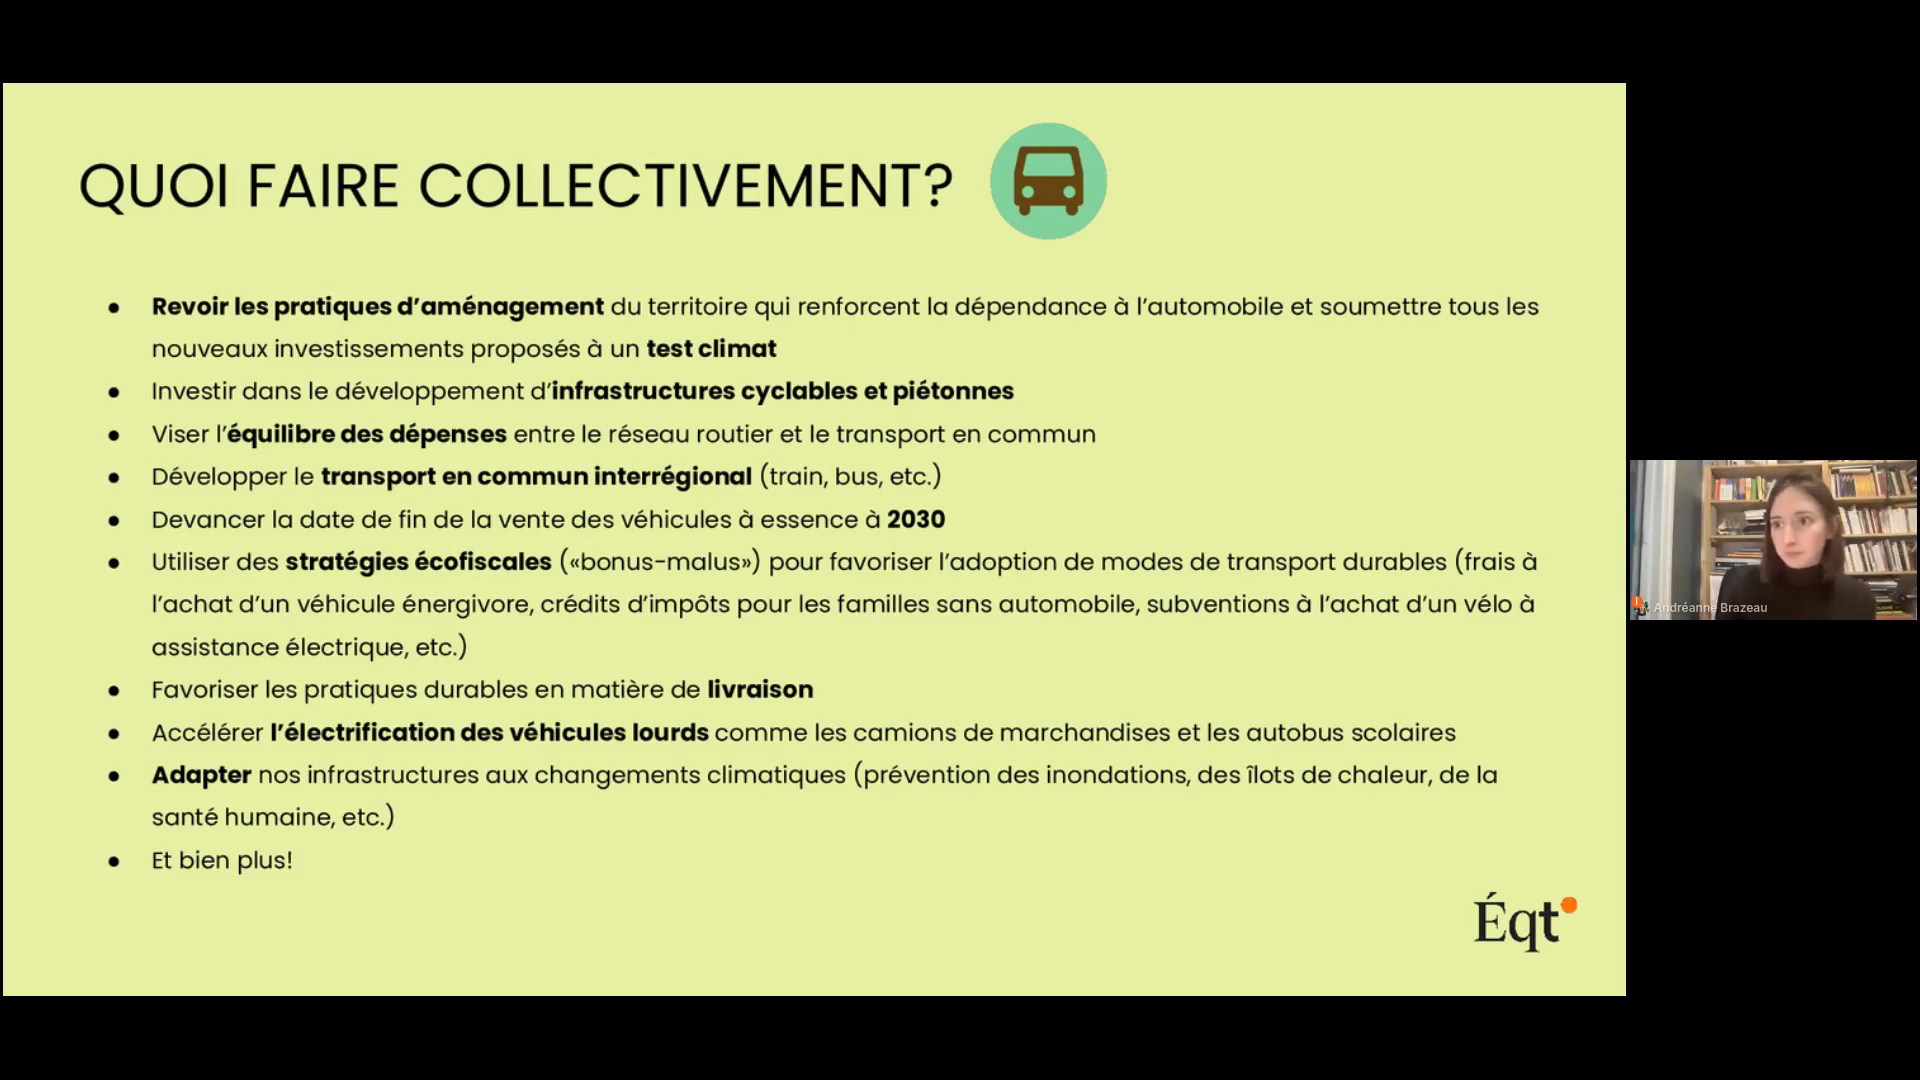 QUOI FAIRE COLLECTIVEMENT?
● Revoir les pratiques d’aménagement du territoire qui renforcent la dépendance à l’automobile et soumettre tous les
nouveaux investissements proposés à un test climat
● Investir dans le développement d’infrastructures cyclables et piétonnes
● Viser l’équilibre des dépenses entre le réseau routier et le transport en commun
● Développer le transport en commun interrégional (train, bus, etc.)
● Devancer la date de fin de la vente des véhicules à essence à 2030
● Utiliser des stratégies écofiscales («bonus-malus») pour favoriser l’adoption de modes de transport durables (frais à
l’achat d’un véhicule énergivore, crédits d’impôts pour les familles sans automobile, subventions à l’achat d’un vélo à
assistance électrique, etc.)
● Favoriser les pratiques durables en matière de livraison
● Accélérer l’électrification des véhicules lourds comme les camions de marchandises et les autobus scolaires
● Adapter nos infrastructures aux changements climatiques (prévention des inondations, des îlots de chaleur, de la
santé humaine, etc.)
● Et bien plus!
Éqt
Andréanne Brazeau